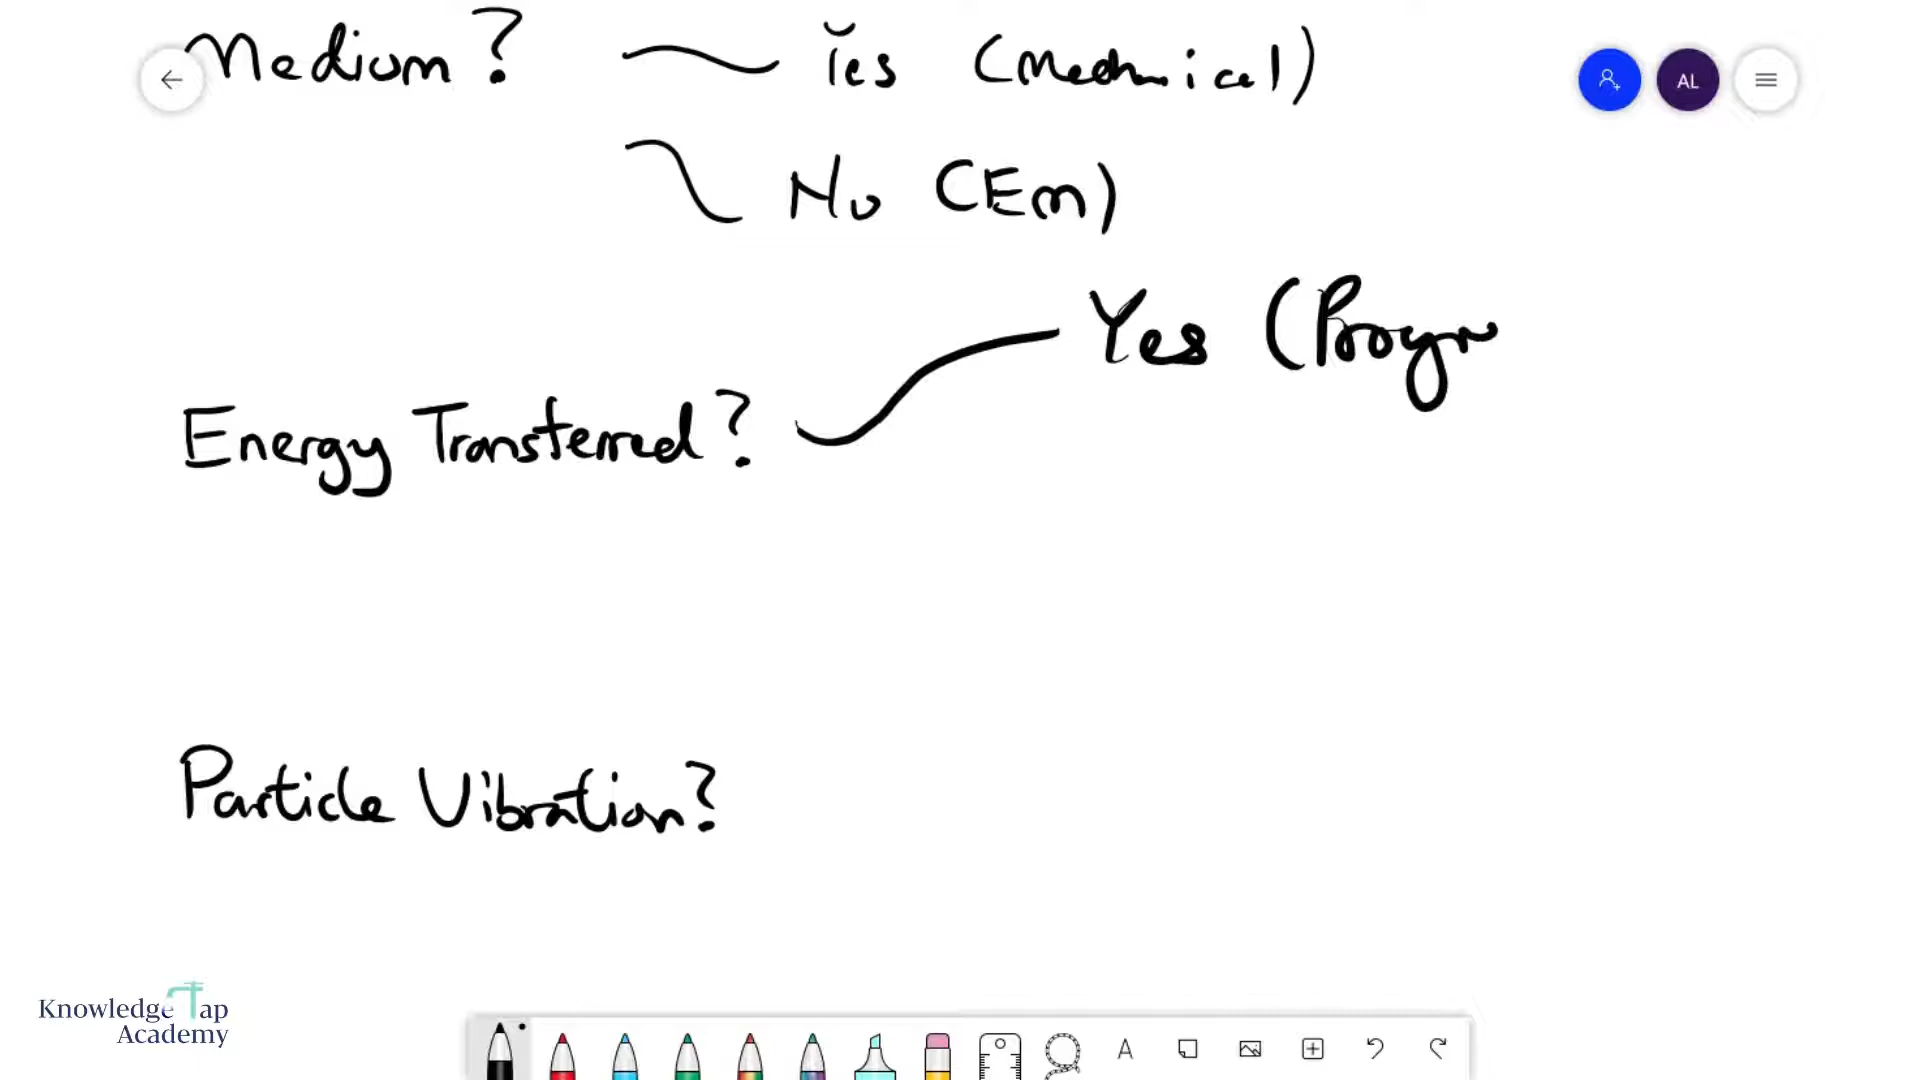 Medium? Yes (Mechanical)
AL
No (Em)
Yes (Progr
Energy Transferred?
Particle Vibration?
Knowledge Tap
Academy
A